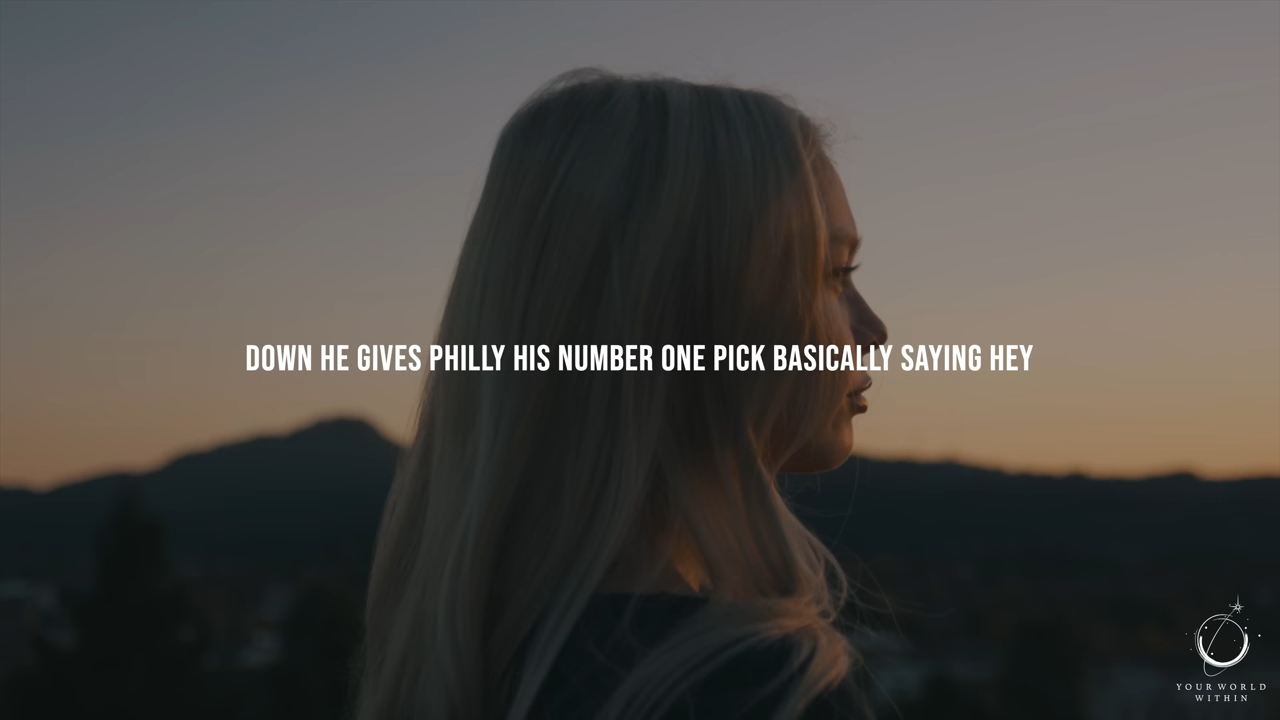 DOWN HE GIVES PHILLY HIS NUMBER ONE PICK BASICALLY SAYING HEY
YOUR WORLD
WITHIN